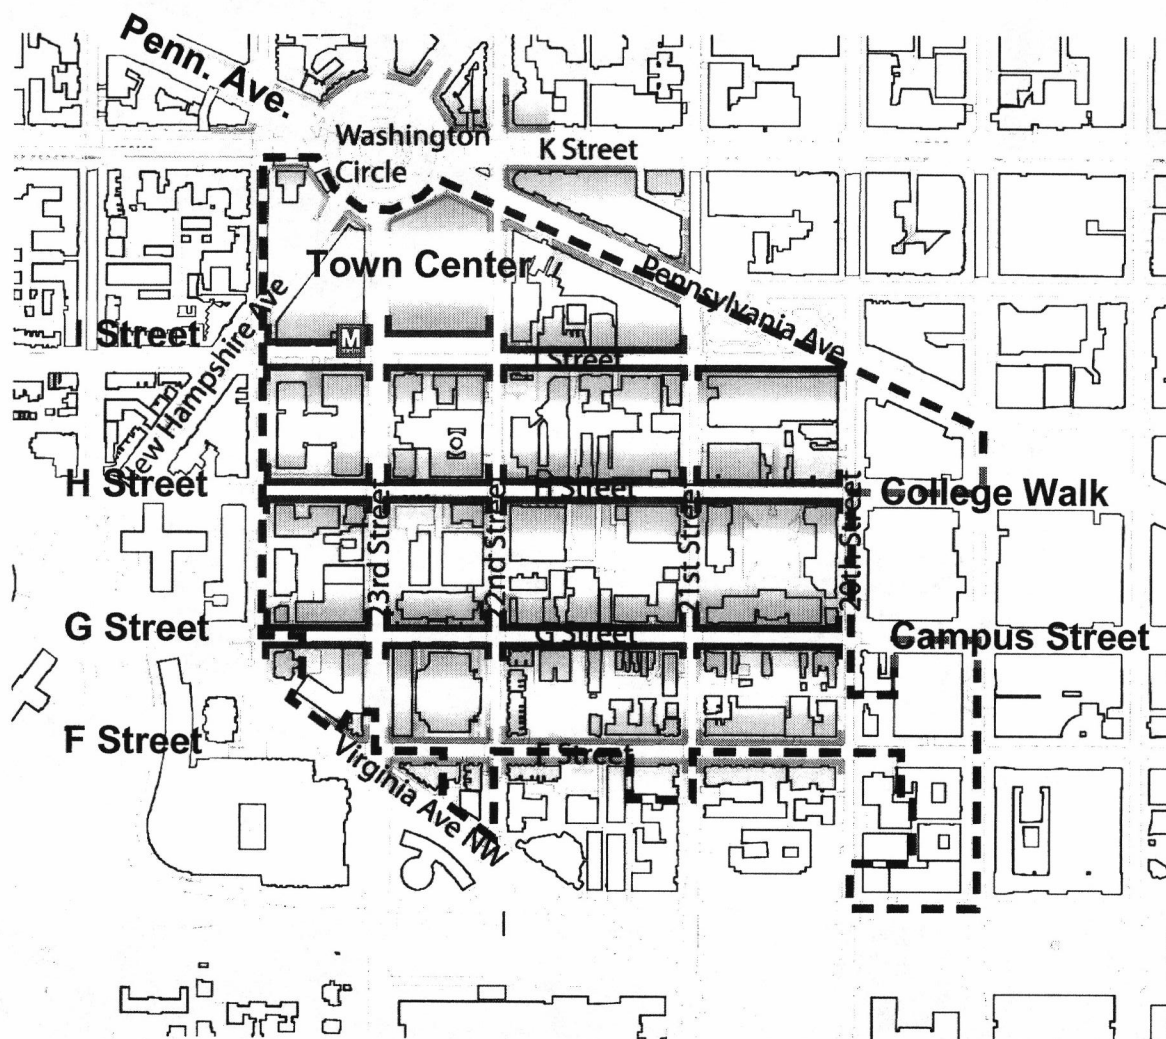 Penn. Ave.
Washington
Circle
K Street
Town Center
Pennsylvania Ave
Street
M
Street
New Hampshire Ave
H Street
H Street
College Walk
23rd Street
22nd Street
21st Street
20th Street
G Street
G Street
Campus Street
F Street
F Street
Virginia Ave NW